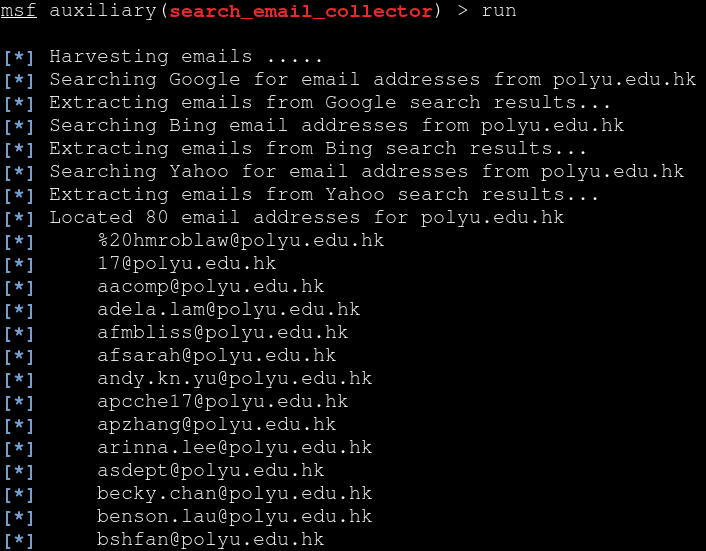 msf auxiliary(search_email_collector) > run
[*] Harvesting emails .....
[*] Searching Google for email addresses from polyu.edu.hk
[*] Extracting emails from Google search results...
[*] Searching Bing email addresses from polyu.edu.hk
[*] Extracting emails from Bing search results...
[*] Searching Yahoo for email addresses from polyu.edu.hk
[*] Extracting emails from Yahoo search results...
[*] Located 80 email addresses for polyu.edu.hk
[*] %20hmroblaw@polyu.edu.hk
[*] 17@polyu.edu.hk
[*] aacomp@polyu.edu.hk
[*] adela.lam@polyu.edu.hk
[*] afmbliss@polyu.edu.hk
[*] afsarah@polyu.edu.hk
[*] andy.kn.yu@polyu.edu.hk
[*] apcche17@polyu.edu.hk
[*] apzhang@polyu.edu.hk
[*] arinna.lee@polyu.edu.hk
[*] asdept@polyu.edu.hk
[*] becky.chan@polyu.edu.hk
[*] benson.lau@polyu.edu.hk
[*] bshfan@polyu.edu.hk